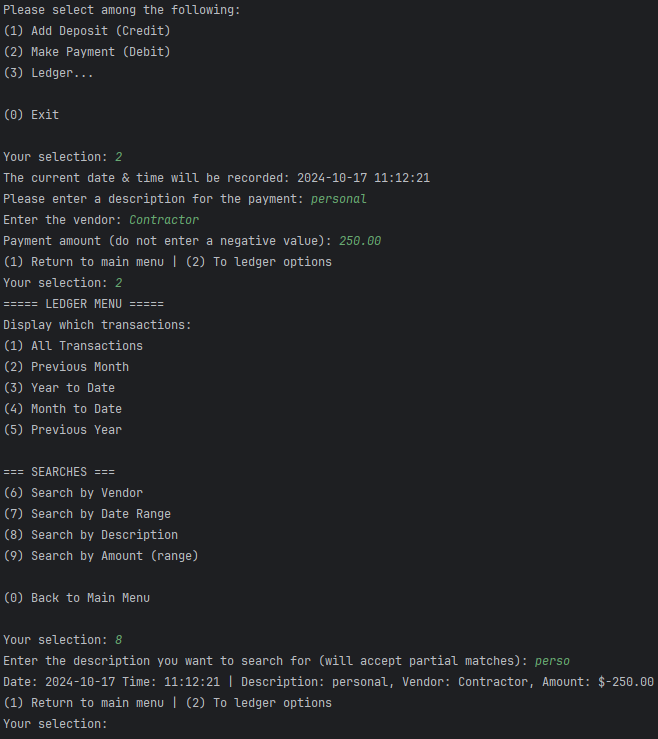 Please select among the following:
(1) Add Deposit (Credit)
(2) Make Payment (Debit)
(3) Ledger...
(0) Exit
Your selection: 2
The current date & time will be recorded: 2024-10-17 11:12:21
Please enter a description for the payment: personal
Enter the vendor: Contractor
Payment amount (do not enter a negative value): 250.00
(1) Return to main menu | (2) To ledger options
Your selection: 2
===== LEDGER MENU =====
Display which transactions:
(1) All Transactions
(2) Previous Month
(3) Year to Date
(4) Month to Date
(5) Previous Year
=== SEARCHES ===
(6) Search by Vendor
(7) Search by Date Range
(8) Search by Description
(9) Search by Amount (range)
(0) Back to Main Menu
Your selection: 8
Enter the description you want to search for (will accept partial matches): perso
Date: 2024-10-17 Time: 11:12:21 | Description: personal, Vendor: Contractor, Amount: $-250.00
(1) Return to main menu | (2) To ledger options
Your selection: